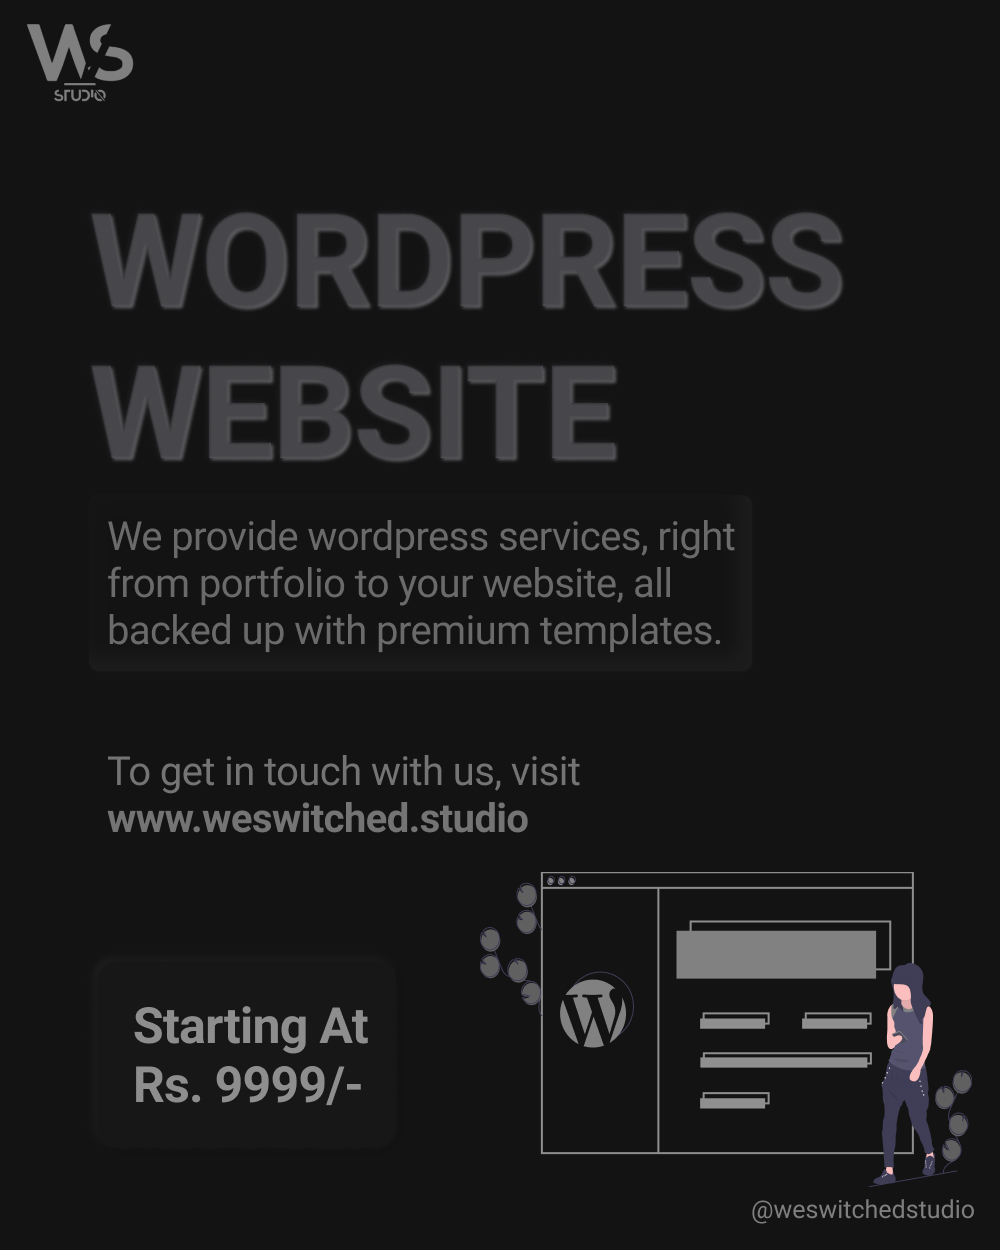 WS
STUDIO
WORDPRESS
WEBSITE
We provide wordpress services, right
from portfolio to your website, all
backed up with premium templates.
To get in touch with us, visit
www.weswitched.studio
W
Starting At
Rs. 9999/-
@weswitchedstudio